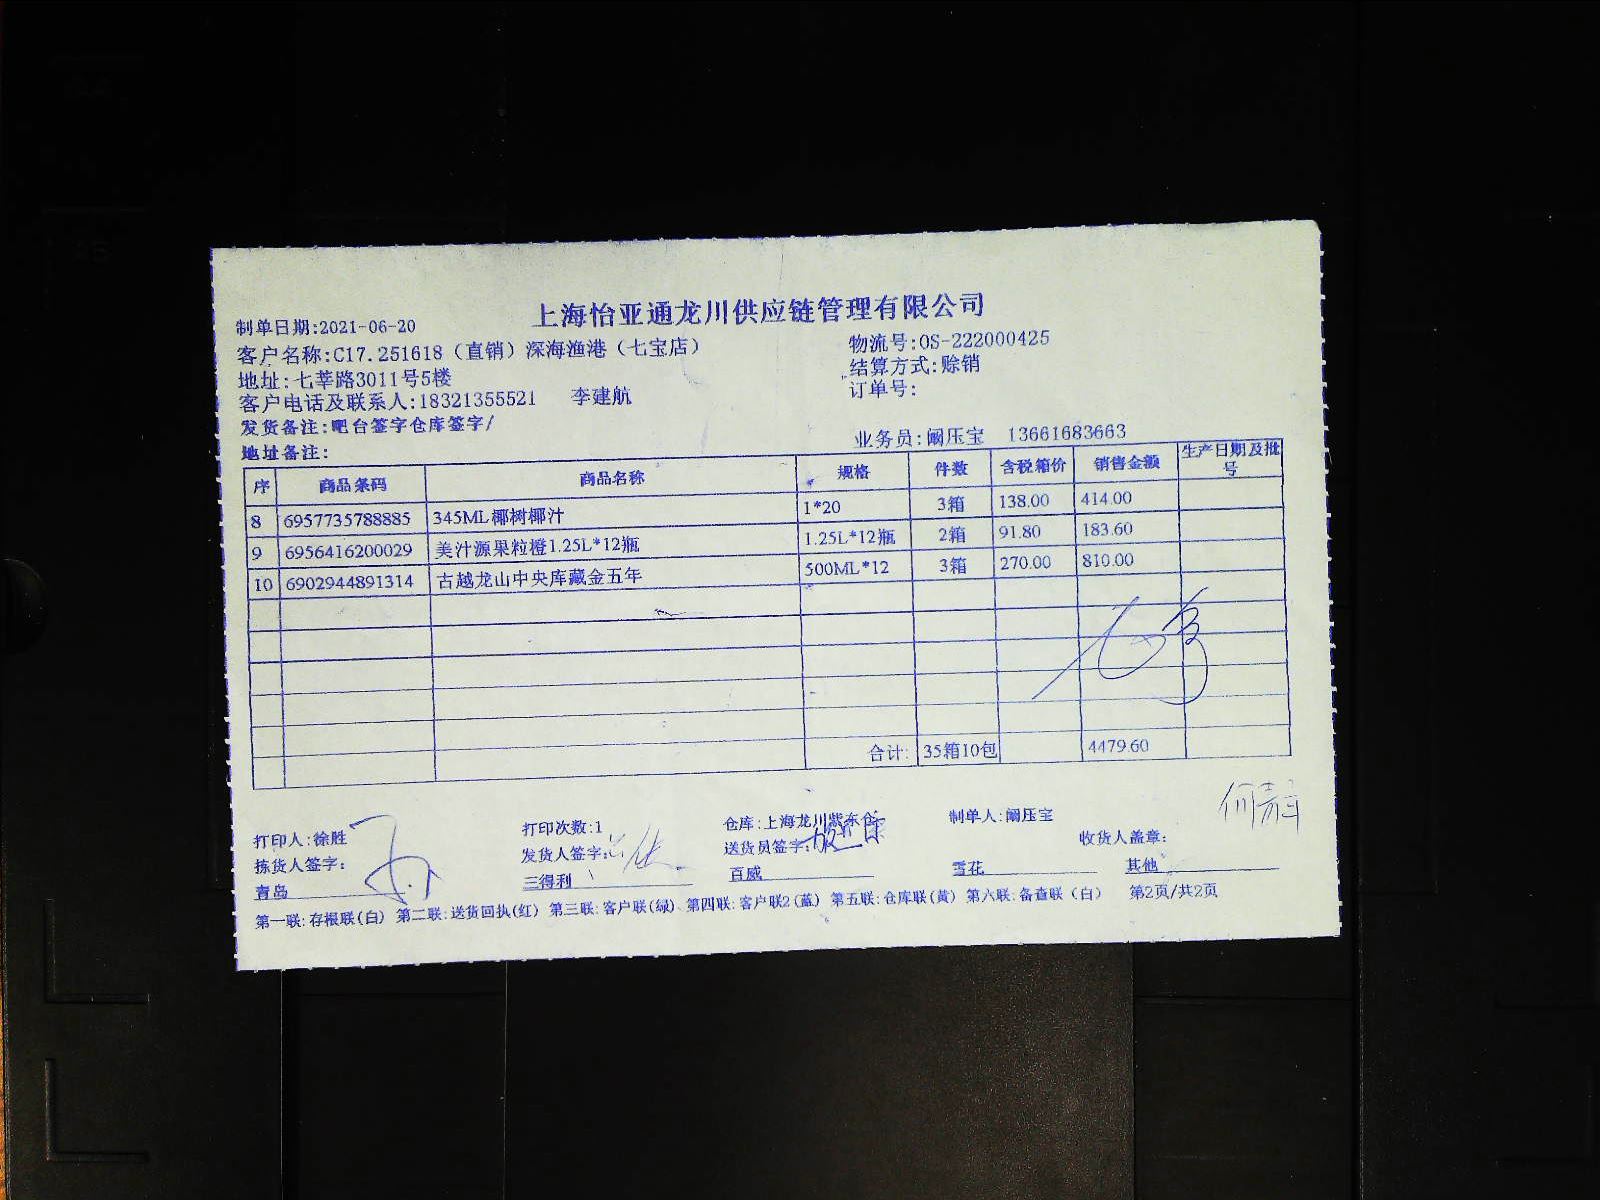 上海怡亚通龙川供应链管理有限公司
制单日期:2021-06-20
客户名称:C17.251618（直销）深海渔港（七宝店） 物流号:OS-222000425
地址:七莘路3011号5楼 结算方式:赊销
客户电话及联系人:18321355521 李建航 订单号:
发货备注:吧台签字仓库签字/
地址备注: 业务员:阚压宝 13661683663
序 商品条码 商品名称 规格 件数 含税箱价 销售金额 生产日期及批号
8 6957735788885 345ML椰树椰汁 1*20 3箱 138.00 414.00
9 6956416200029 美汁源果粒橙1.25L*12瓶 1.25L*12瓶 2箱 91.80 183.60
10 6902944891314 古越龙山中央库藏金五年 500ML*12 3箱 270.00 810.00
合计: 35箱10包 4479.60
打印人:徐胜 打印次数:1 仓库:上海龙川紫东仓 制单人:阚压宝
拣货人签字: 发货人签字: 送货员签字: 收货人盖章:
青岛 三得利 百威 雪花 其他
第一联:存根联(白) 第二联:送货回执(红) 第三联:客户联(绿) 第四联:客户联2(蓝) 第五联:仓库联(黄) 第六联:备查联（白） 第2页/共2页